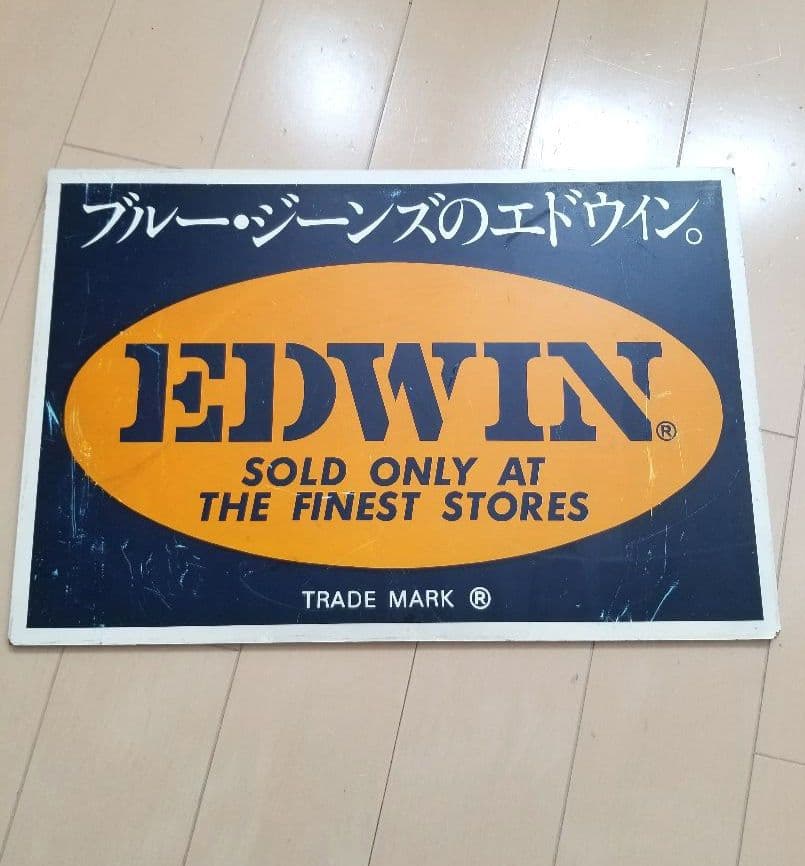 ブルー・ジーンズのエドウイン。
EDWIN®
SOLD ONLY AT
THE FINEST STORES
TRADE MARK ®